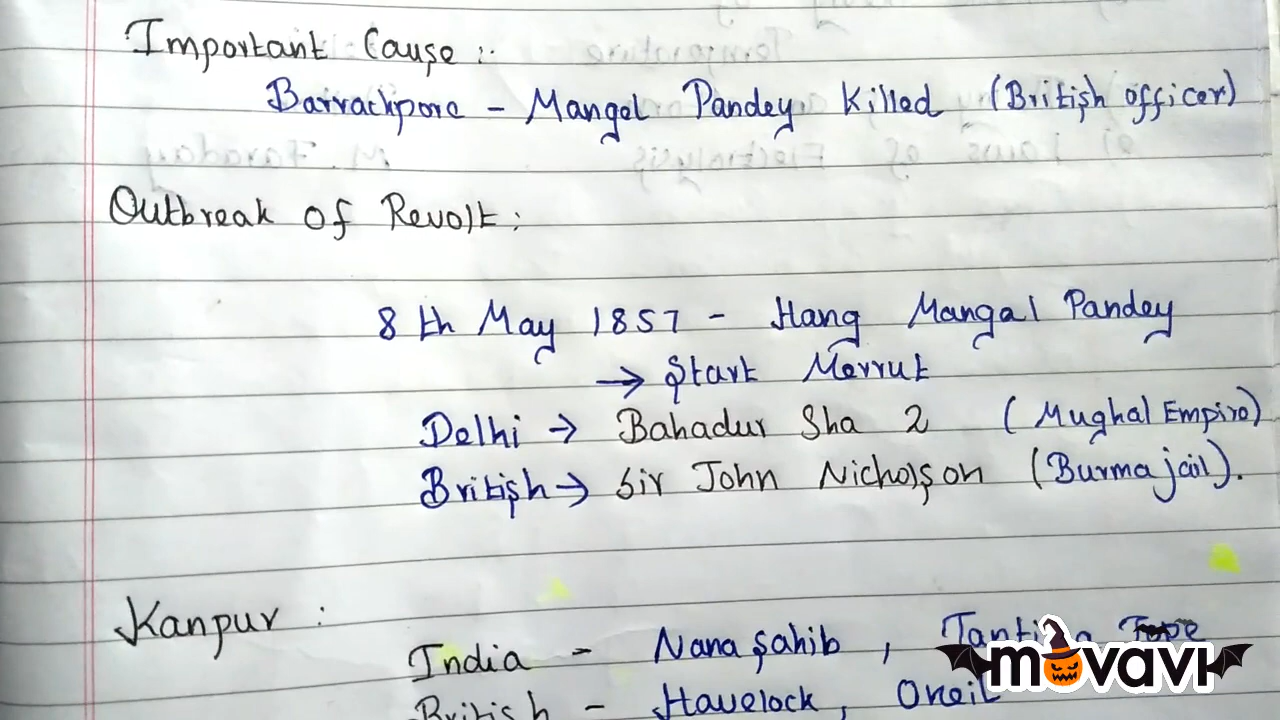 Important Cause :-
Barrackpore - Mangal Pandey Killed (British officer)
Outbreak of Revolt :
8 th May 1857 - Hang Mangal Pandey
→ Start Merrut
Delhi → Bahadur Sha 2 (Mughal Empire)
British → Sir John Nicholson (Burma jail).
Kanpur :
India - Nana Sahib , Tope
British - Havelock , Oneil
movavi